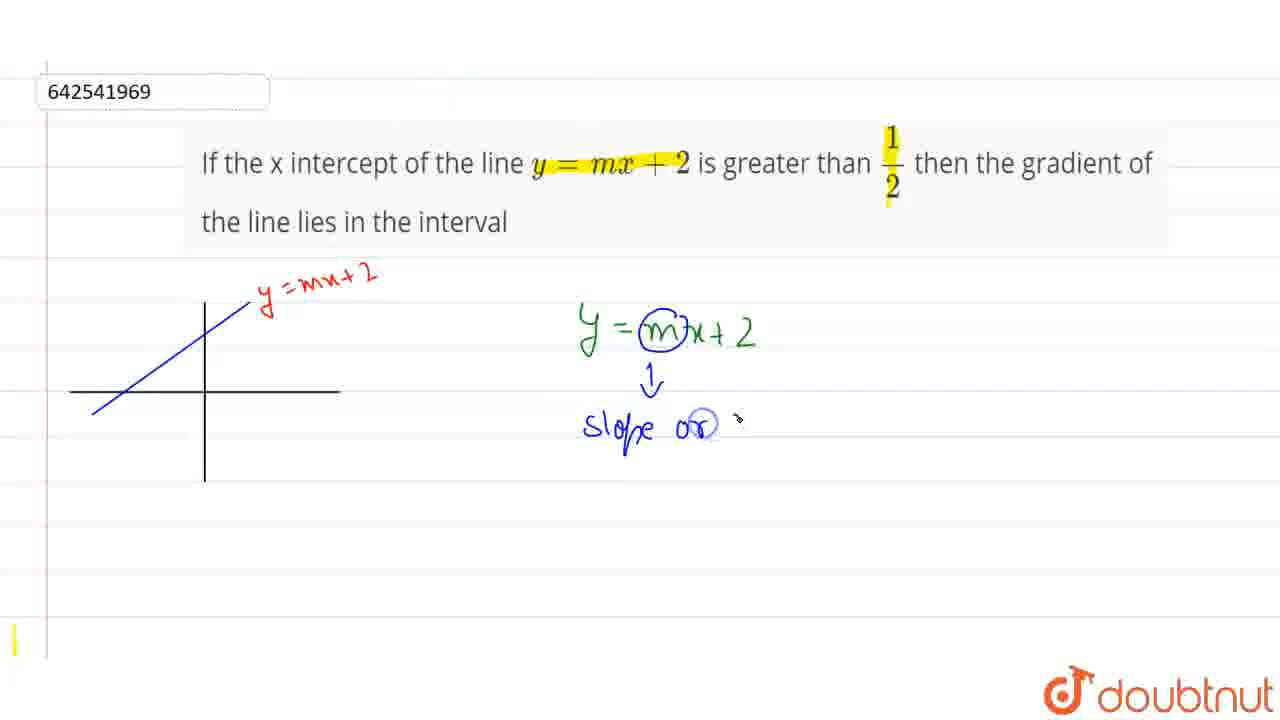 642541969
If the x intercept of the line y = mx + 2 is greater than 1/2 then the gradient of
the line lies in the interval
y = mx + 2
y = mx + 2
slope or
doubtnut